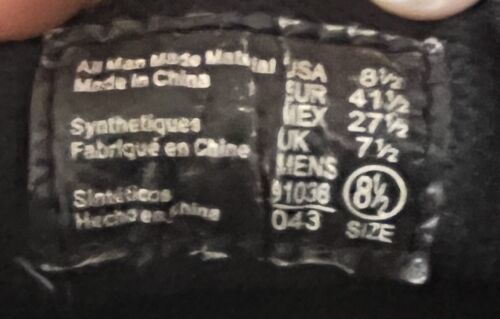 All Man Made Material
Made in China
Synthetiques
Fabriqué en Chine
Sintéticos
Hecho en China
USA 8½
EUR 41½
MEX 27½
UK 7½
MENS
91038
043
8½
SIZE